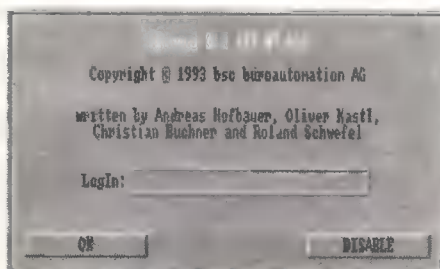 Copyright © 1993 bsc büroautomation AG
written by Andreas Hofbauer, Oliver Kastl,
Christian Buchner and Roland Schwefel
LogIn:
OK DISABLE